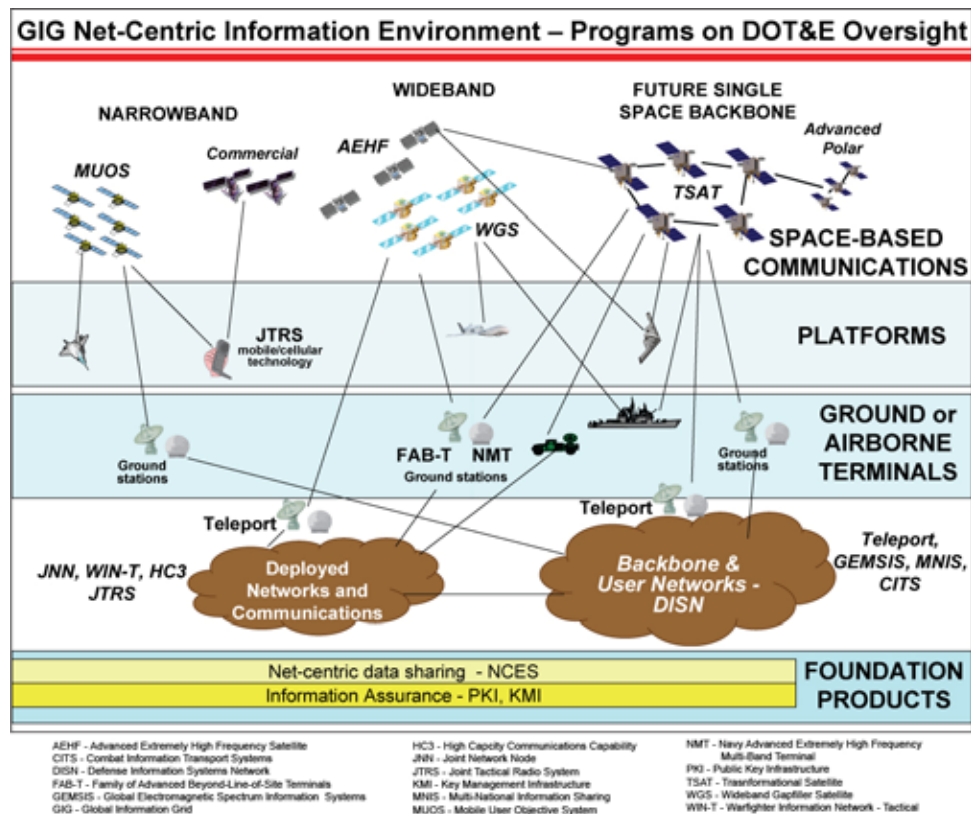 GIG Net-Centric Information Environment – Programs on DOT&E Oversight
NARROWBAND
WIDEBAND
FUTURE SINGLE
SPACE BACKBONE
MUOS
Commercial
AEHF
WGS
TSAT
Advanced
Polar
SPACE-BASED
COMMUNICATIONS
JTRS
mobile/cellular
technology
PLATFORMS
Ground
stations
FAB-T NMT
Ground stations
Ground
stations
GROUND or
AIRBORNE
TERMINALS
Teleport
Teleport
JNN, WIN-T, HC3
JTRS
Deployed
Networks and
Communications
Backbone &
User Networks -
DISN
Teleport,
GEMSIS, MNIS,
CITS
Net-centric data sharing - NCES
Information Assurance - PKI, KMI
FOUNDATION
PRODUCTS
AEHF - Advanced Extremely High Frequency Satellite
CITS - Combat Information Transport Systems
DISN - Defense Information Systems Network
FAB-T - Family of Advanced Beyond-Line-of-Site Terminals
GEMSIS - Global Electromagnetic Spectrum Information Systems
GIG - Global Information Grid
HC3 - High Capcity Communications Capability
JNN - Joint Network Node
JTRS - Joint Tactical Radio System
KMI - Key Management Infrastructure
MNIS - Multi-National Information Sharing
MUOS - Mobile User Objective System
NMT - Navy Advanced Extremely High Frequency
Multi-Band Terminal
PKI - Public Key Infrastructure
TSAT - Trasnformational Satellite
WGS - Wideband Gapfiller Satellite
WIN-T - Warfighter Information Network - Tactical